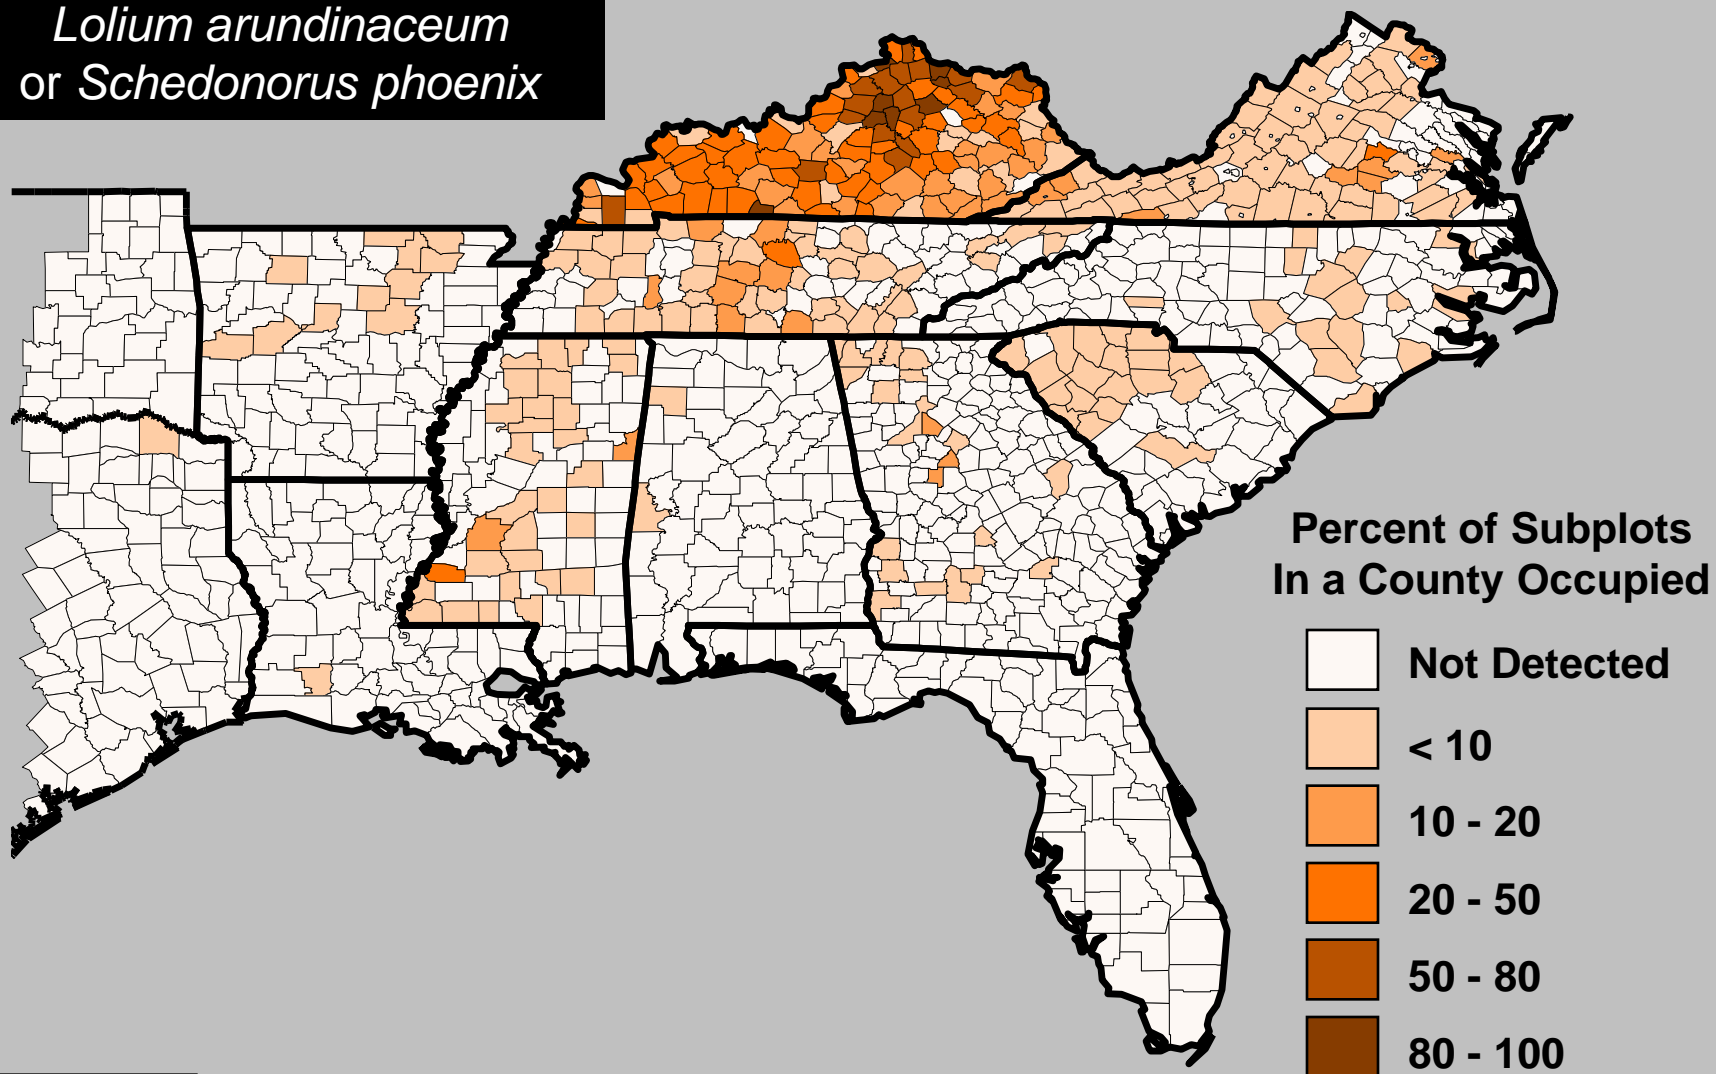 Lolium arundinaceum
or Schedonorus phoenix
Percent of Subplots
In a County Occupied
Not Detected
< 10
10 - 20
20 - 50
50 - 80
80 - 100